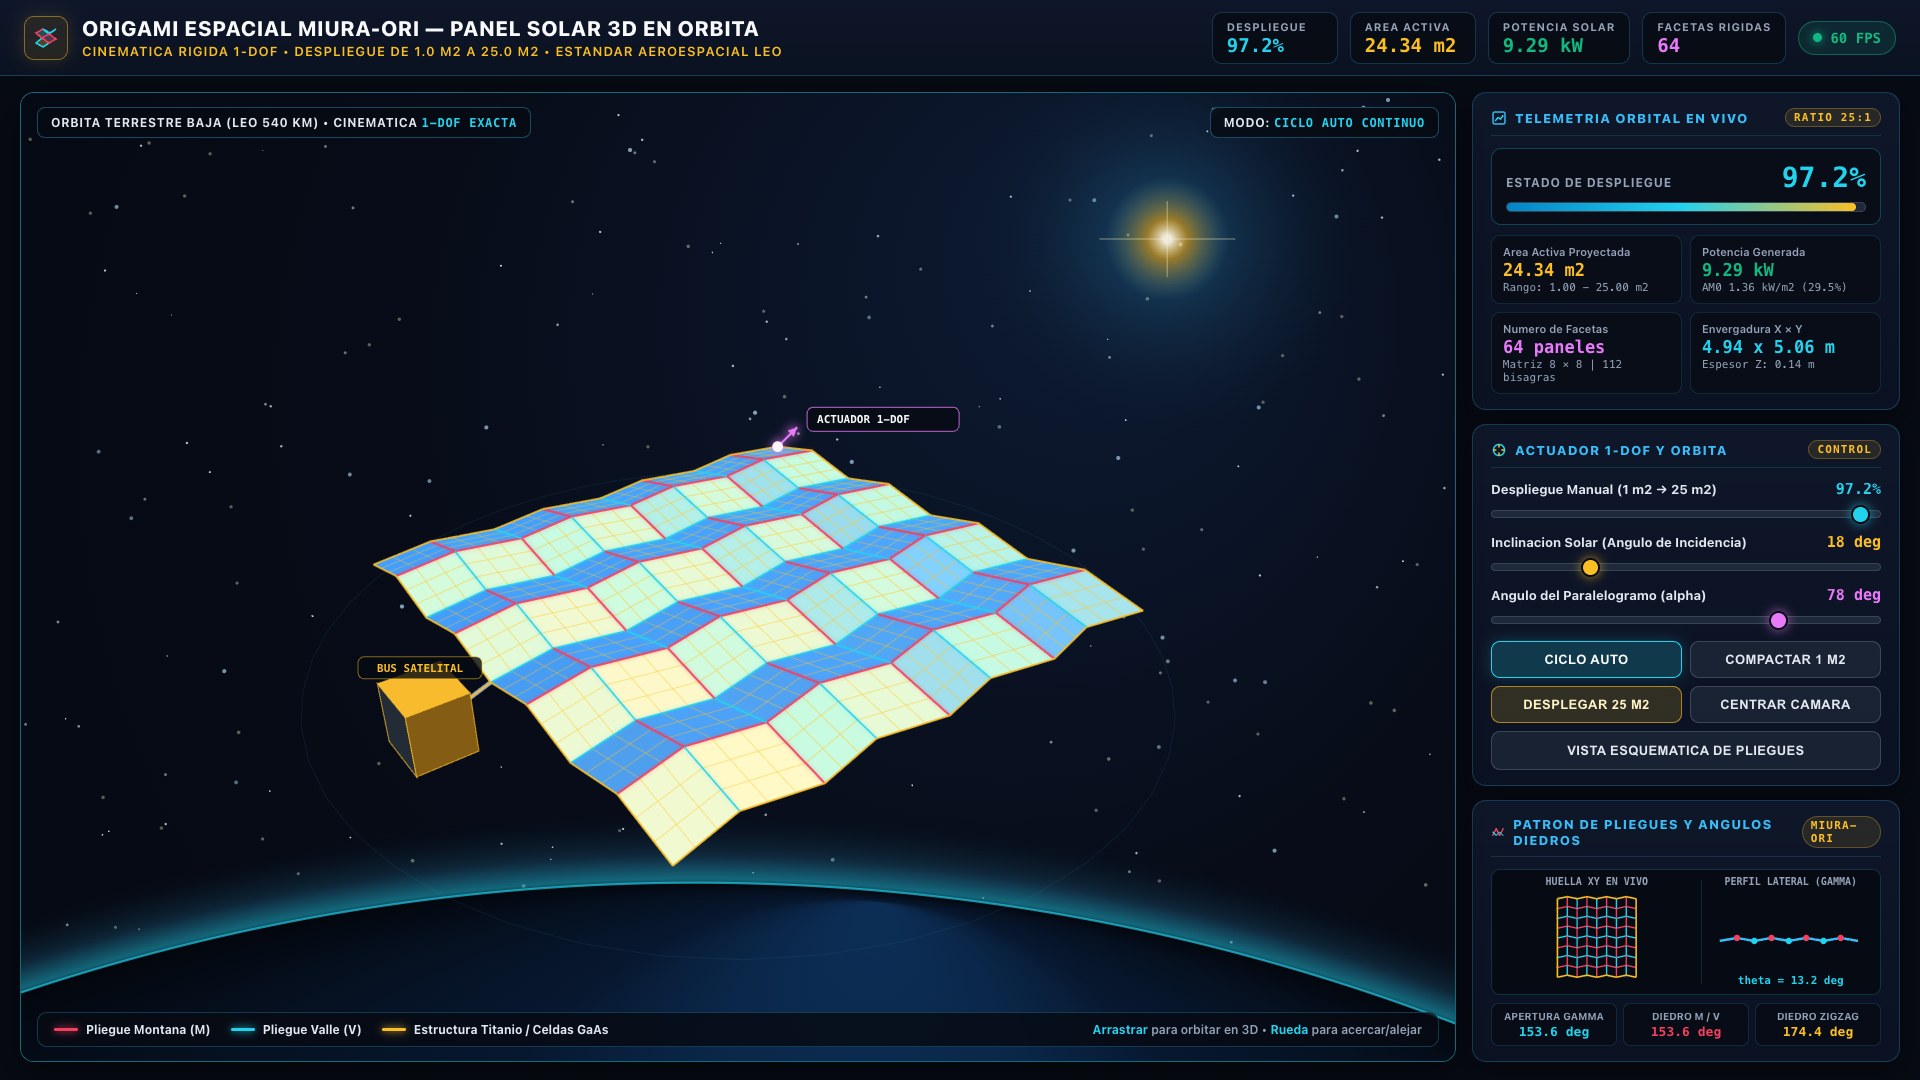 ORIGAMI ESPACIAL MIURA-ORI — PANEL SOLAR 3D EN ORBITA
CINEMATICA RIGIDA 1-DOF • DESPLIEGUE DE 1.0 M2 A 25.0 M2 • ESTANDAR AEROESPACIAL LEO
DESPLIEGUE
97.2%
AREA ACTIVA
24.34 m2
POTENCIA SOLAR
9.29 kW
FACETAS RIGIDAS
64
60 FPS
ORBITA TERRESTRE BAJA (LEO 540 KM) • CINEMATICA 1-DOF EXACTA
MODO: CICLO AUTO CONTINUO
ACTUADOR 1-DOF
BUS SATELITAL
Pliegue Montana (M)
Pliegue Valle (V)
Estructura Titanio / Celdas GaAs
Arrastrar para orbitar en 3D • Rueda para acercar/alejar
TELEMETRIA ORBITAL EN VIVO
RATIO 25:1
ESTADO DE DESPLIEGUE
97.2%
Area Activa Proyectada
24.34 m2
Rango: 1.00 – 25.00 m2
Potencia Generada
9.29 kW
AM0 1.36 kW/m2 (29.5%)
Numero de Facetas
64 paneles
Matriz 8 × 8 | 112
bisagras
Envergadura X × Y
4.94 x 5.06 m
Espesor Z: 0.14 m
ACTUADOR 1-DOF Y ORBITA
CONTROL
Despliegue Manual (1 m2 → 25 m2)
97.2%
Inclinacion Solar (Angulo de Incidencia)
18 deg
Angulo del Paralelogramo (alpha)
78 deg
CICLO AUTO
COMPACTAR 1 M2
DESPLEGAR 25 M2
CENTRAR CAMARA
VISTA ESQUEMATICA DE PLIEGUES
PATRON DE PLIEGUES Y ANGULOS
DIEDROS
MIURA-
ORI
HUELLA XY EN VIVO
PERFIL LATERAL (GAMMA)
theta = 13.2 deg
APERTURA GAMMA
153.6 deg
DIEDRO M / V
153.6 deg
DIEDRO ZIGZAG
174.4 deg